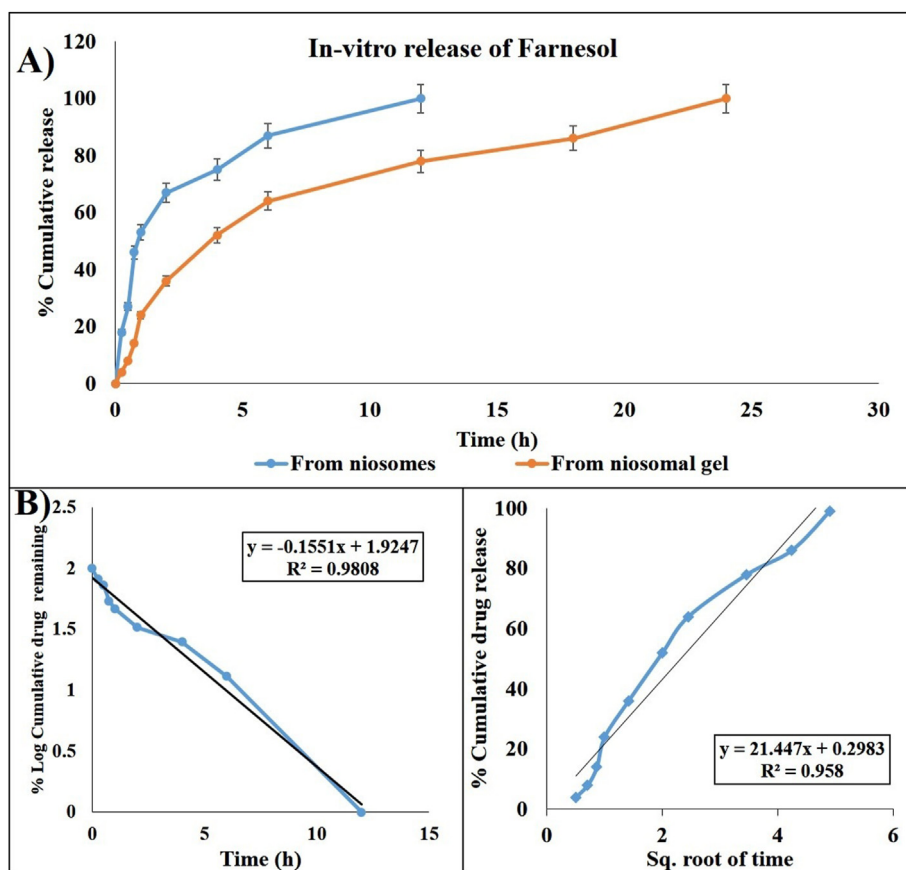 A)
In-vitro release of Farnesol
% Cumulative release
120
100
80
60
40
20
0
0 5 10 15 20 25 30
Time (h)
From niosomes From niosomal gel
B)
% Log Cumulative drug remaining
2.5
2
1.5
1
0.5
0
y = -0.1551x + 1.9247
R² = 0.9808
0 5 10 15
Time (h)
% Cumulative drug release
100
80
60
40
20
0
y = 21.447x + 0.2983
R² = 0.958
0 2 4 6
Sq. root of time